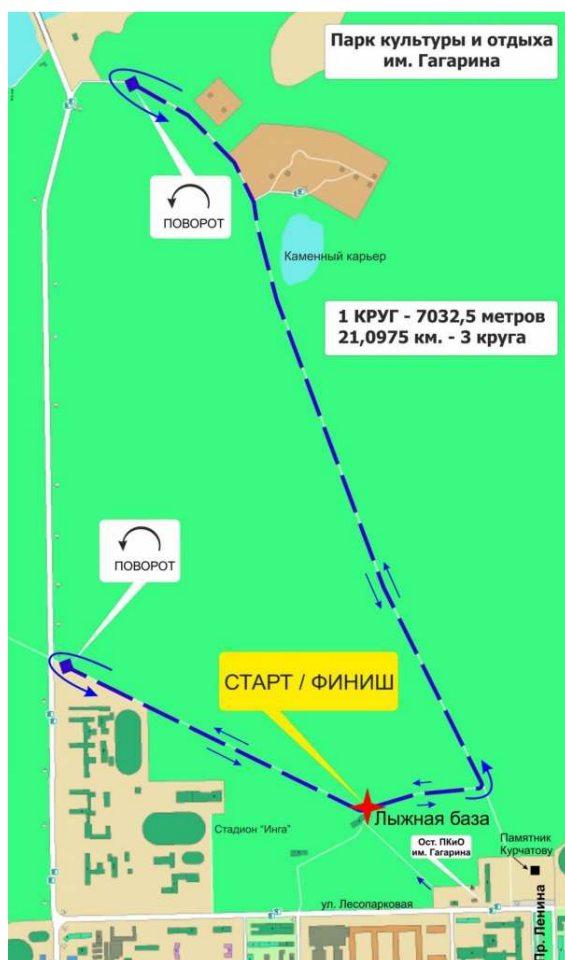 Парк культуры и отдыха
им. Гагарина
ПОВОРОТ
Каменный карьер
1 КРУГ - 7032,5 метров
21,0975 км. - 3 круга
ПОВОРОТ
СТАРТ / ФИНИШ
Лыжная база
Стадион "Инга"
Ост. ПКиО
им. Гагарина
Памятник
Курчатову
ул. Лесопарковая
Пр. Ленина